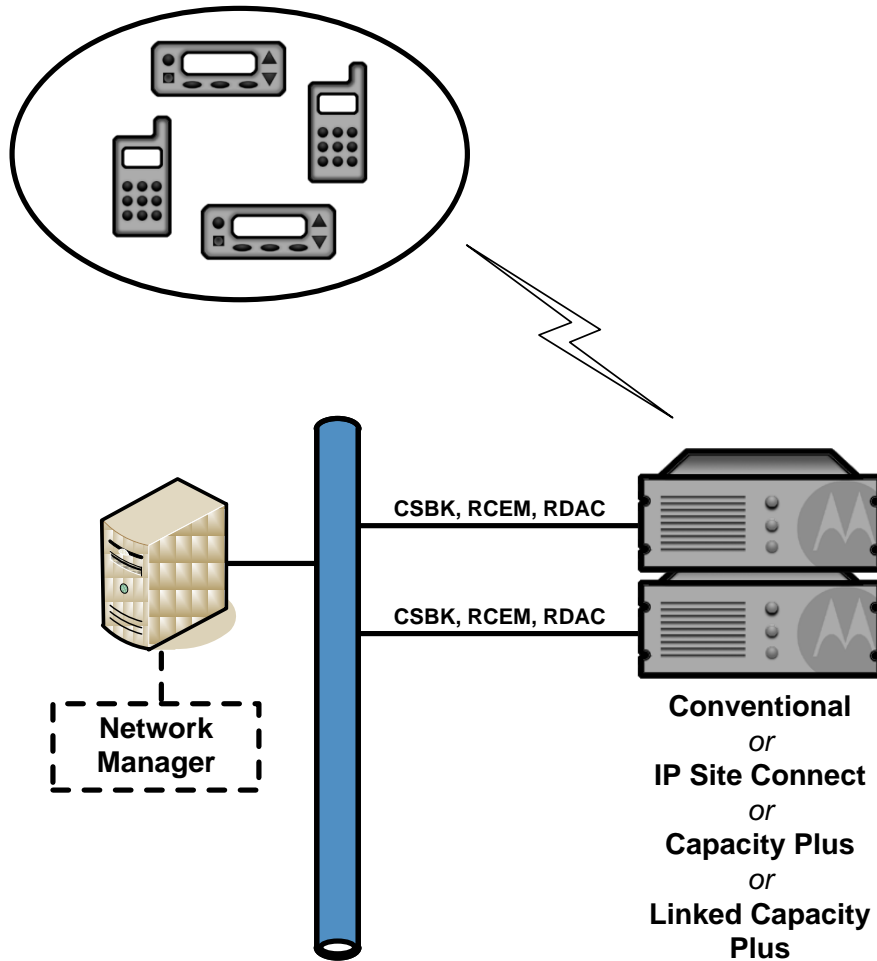 CSBK, RCEM, RDAC
CSBK, RCEM, RDAC
Network
Manager
Conventional
or
IP Site Connect
or
Capacity Plus
or
Linked Capacity
Plus